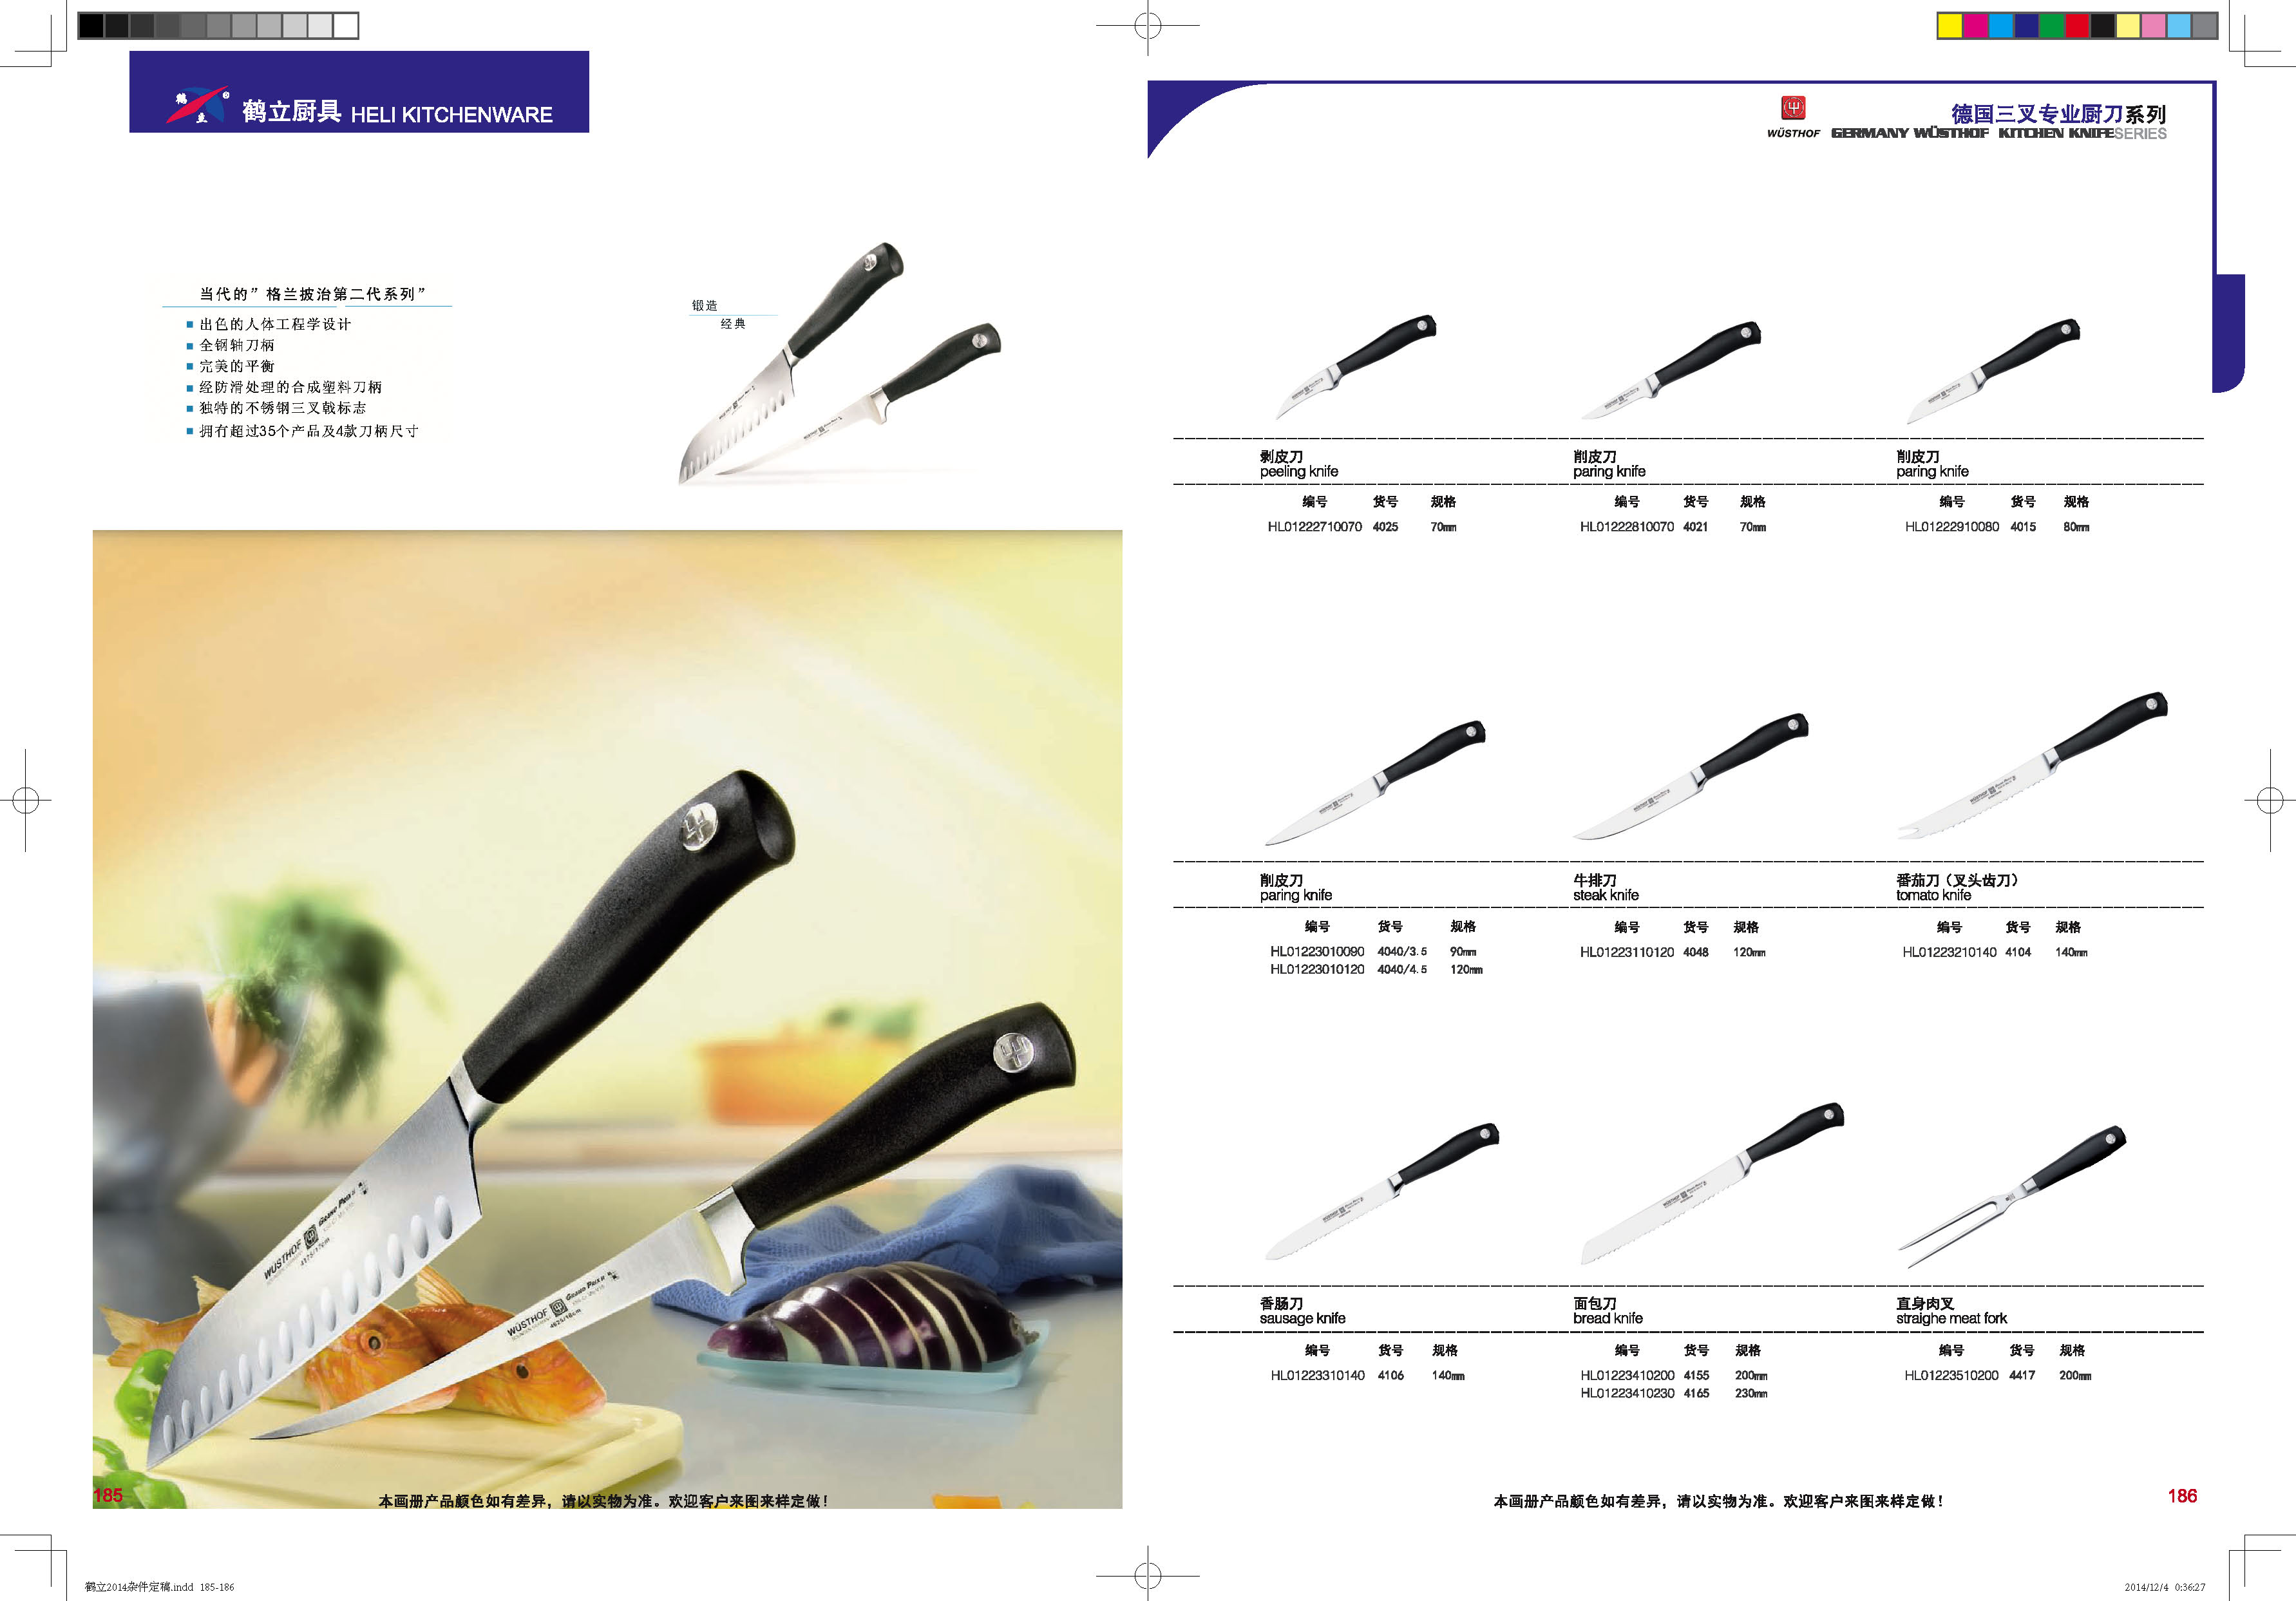 鹤立厨具 HELI KITCHENWARE
当代的”格兰披治第二代系列”
出色的人体工程学设计
全钢轴刀柄
完美的平衡
经防滑处理的合成塑料刀柄
独特的不锈钢三叉戟标志
拥有超过35个产品及4款刀柄尺寸
锻造
经典
WÜSTHOF GRAND PRIX II
WÜSTHOF GRAND PRIX II
185
本画册产品颜色如有差异，请以实物为准。欢迎客户来图来样定做！
德国三叉专业厨刀系列
WÜSTHOF GERMANY WÜSTHOF KITCHEN KNIFE SERIES
剥皮刀
peeling knife
编号 货号 规格
HL01222710070 4025 70mm
削皮刀
paring knife
编号 货号 规格
HL01222810070 4021 70mm
削皮刀
paring knife
编号 货号 规格
HL01222910080 4015 80mm
削皮刀
paring knife
编号 货号 规格
HL01223010090 4040/3.5 90mm
HL01223010120 4040/4.5 120mm
牛排刀
steak knife
编号 货号 规格
HL01223110120 4048 120mm
番茄刀（叉头齿刀）
tomato knife
编号 货号 规格
HL01223210140 4104 140mm
香肠刀
sausage knife
编号 货号 规格
HL01223310140 4106 140mm
面包刀
bread knife
编号 货号 规格
HL01223410200 4155 200mm
HL01223410230 4165 230mm
直身肉叉
straighe meat fork
编号 货号 规格
HL01223510200 4417 200mm
本画册产品颜色如有差异，请以实物为准。欢迎客户来图来样定做！
186
鹤立2014杂件定稿.indd 185-186
2014/12/4 0:36:27